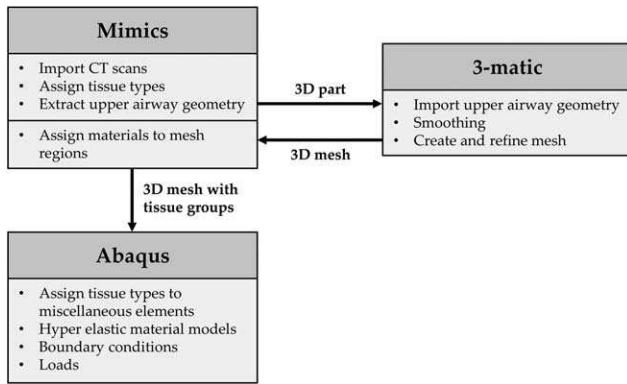 Mimics
• Import CT scans
• Assign tissue types
• Extract upper airway geometry
• Assign materials to mesh
regions
3D part
3D mesh
3-matic
• Import upper airway geometry
• Smoothing
• Create and refine mesh
3D mesh with
tissue groups
Abaqus
• Assign tissue types to
miscellaneous elements
• Hyper elastic material models
• Boundary conditions
• Loads